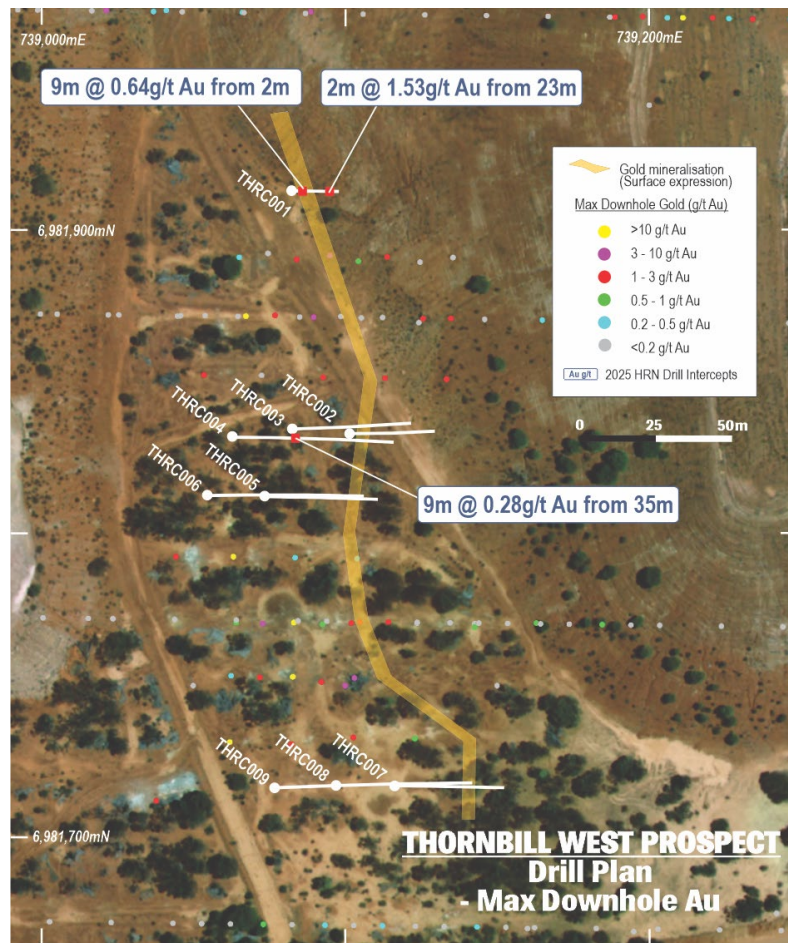 739,000mE
739,200mE
9m @ 0.64g/t Au from 2m
2m @ 1.53g/t Au from 23m
THRC001
6,981,900mN
Gold mineralisation
(Surface expression)
Max Downhole Gold (g/t Au)
>10 g/t Au
3 - 10 g/t Au
1 - 3 g/t Au
0.5 - 1 g/t Au
0.2 - 0.5 g/t Au
<0.2 g/t Au
Au g/t 2025 HRN Drill Intercepts
0 25 50m
THRC002
THRC003
THRC004
THRC005
THRC006
9m @ 0.28g/t Au from 35m
THRC007
THRC008
THRC009
6,981,700mN
THORNBILL WEST PROSPECT
Drill Plan
- Max Downhole Au